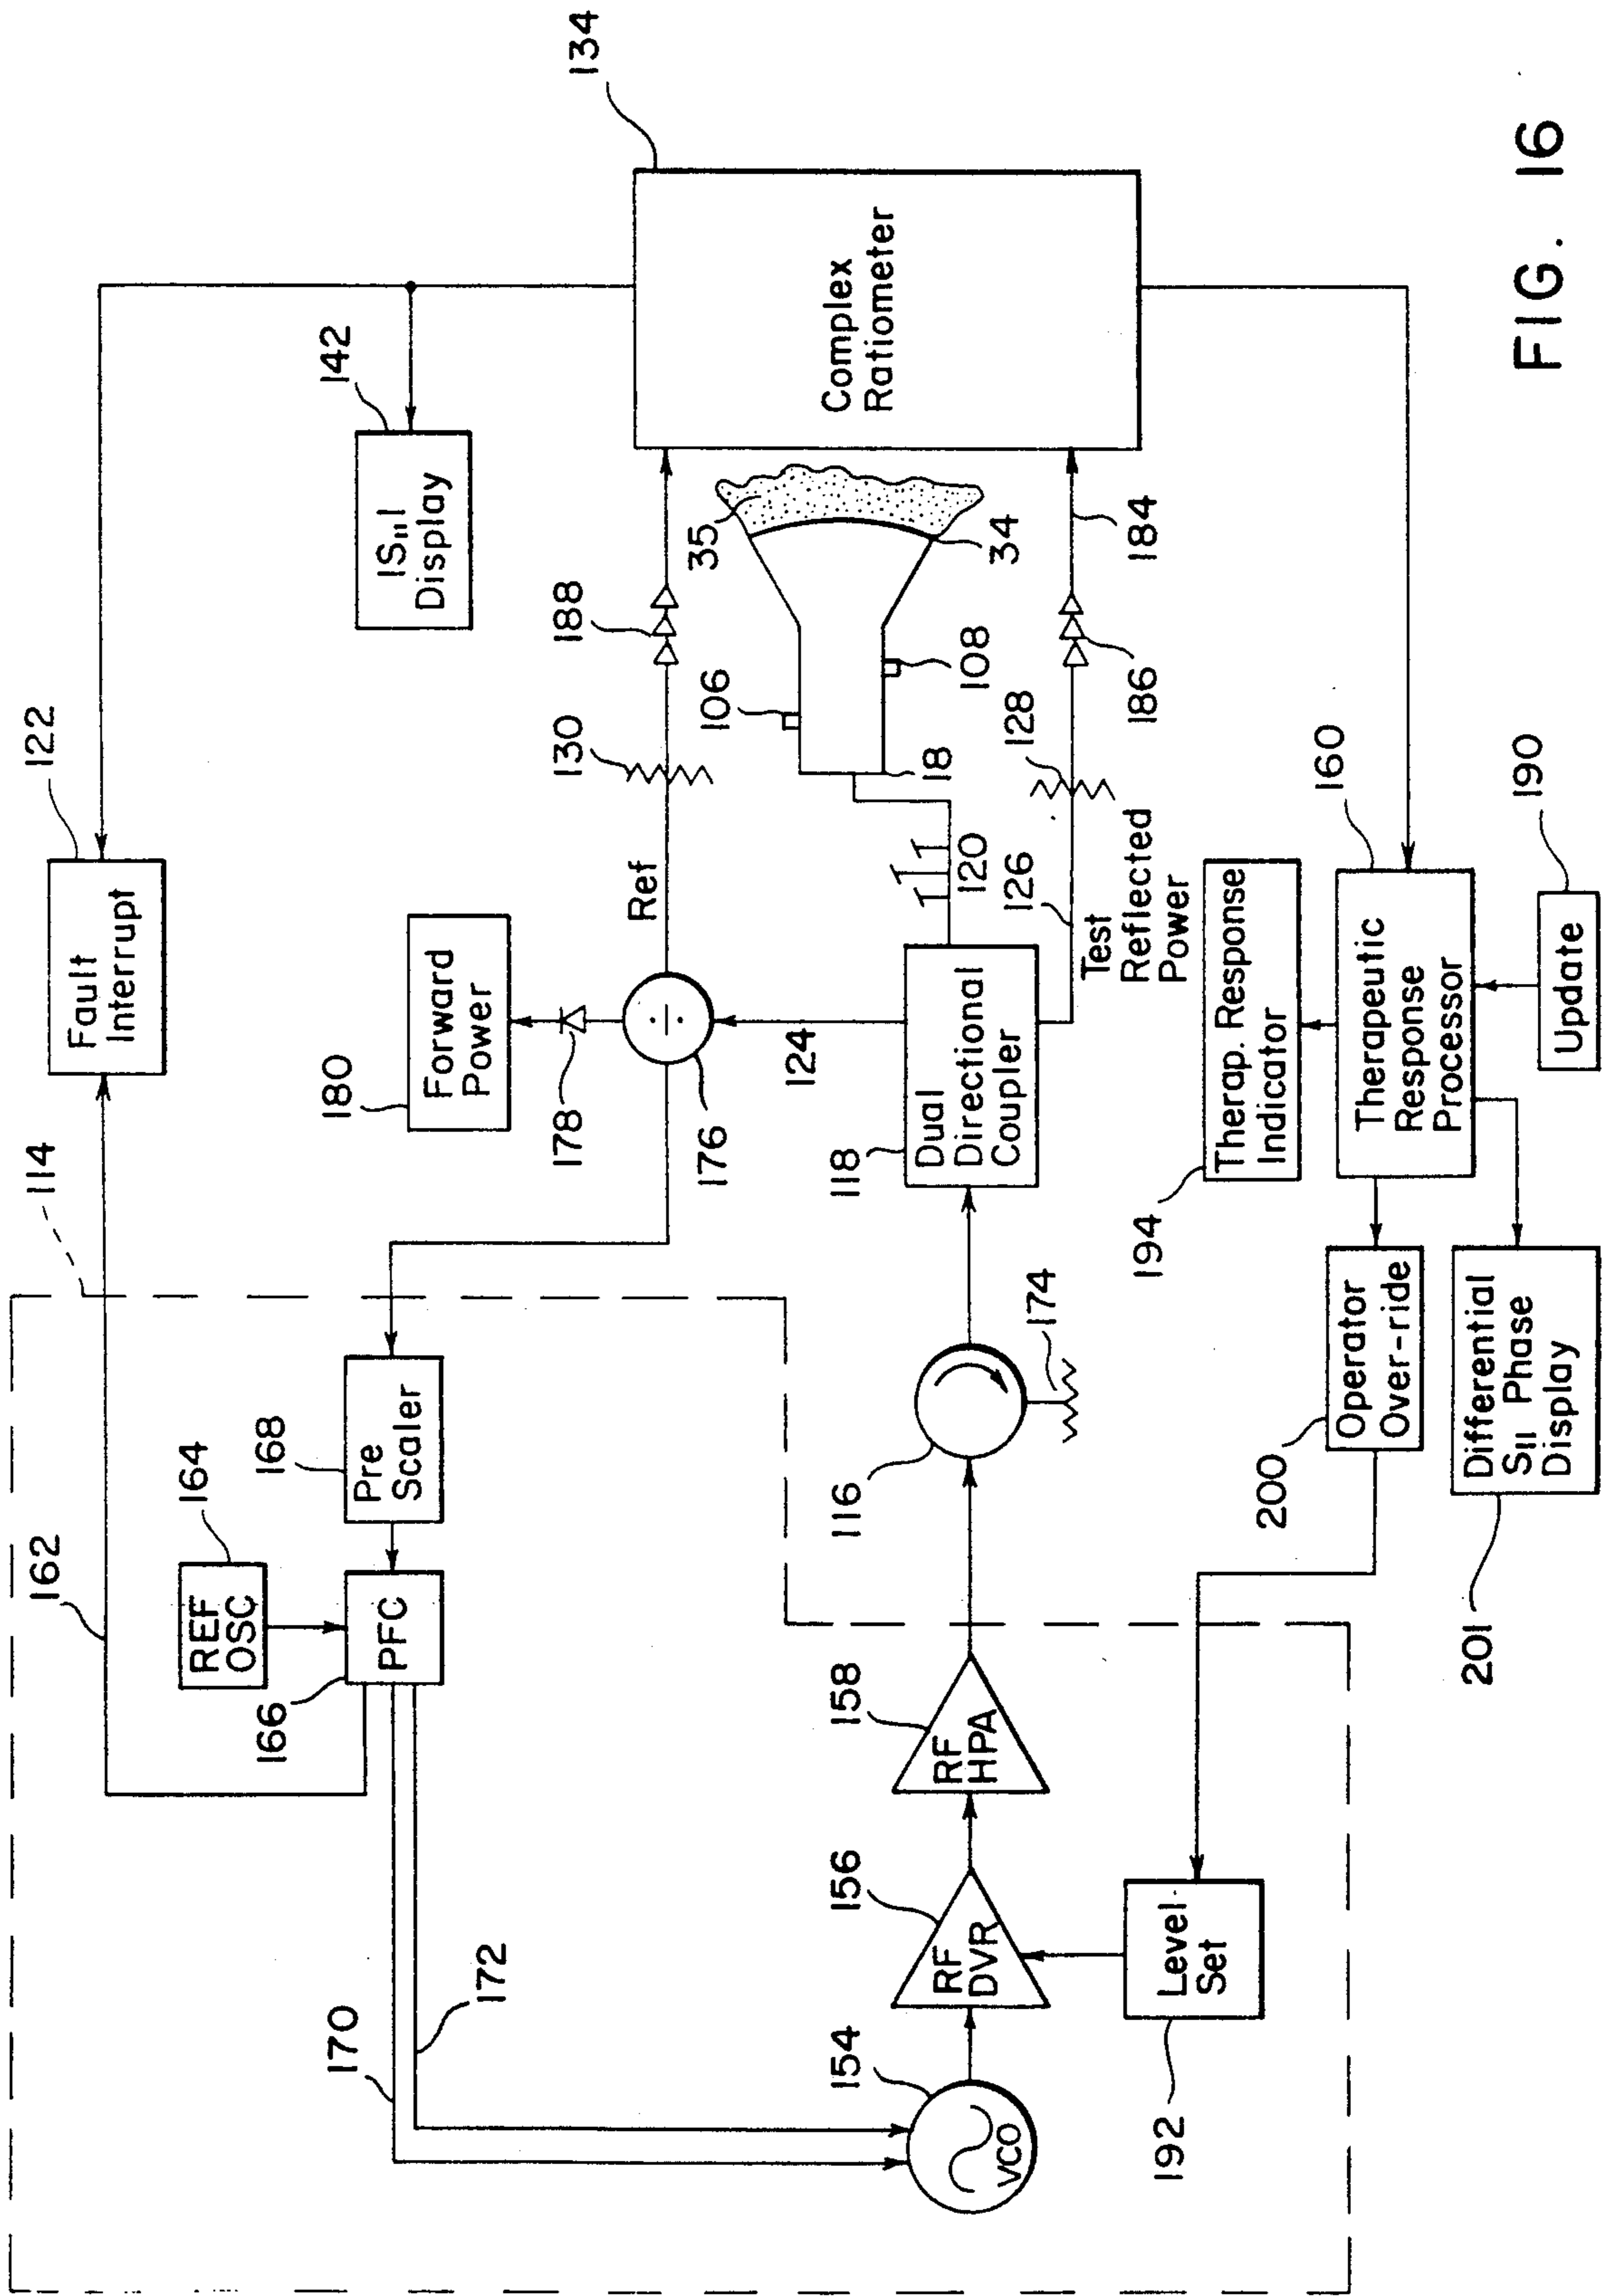 114
162
164
REF
OSC
166
PFC
168
Pre
Scaler
170
172
122
Fault
Interrupt
142
|S₁₁|
Display
134
180
Forward
Power
178
176
Ref
130
188
Complex
Ratiometer
124
106
35
34
108
18
154
VCO
156
RF
DVR
158
RF
HPA
116
174
118
Dual
Directional
Coupler
120
126
128
186
184
Test
Reflected
Power
192
Level
Set
194
Therap. Response
Indicator
160
Therapeutic
Response
Processor
190
Update
200
Operator
Over-ride
201
Differential
S₁₁ Phase
Display
FIG. 16